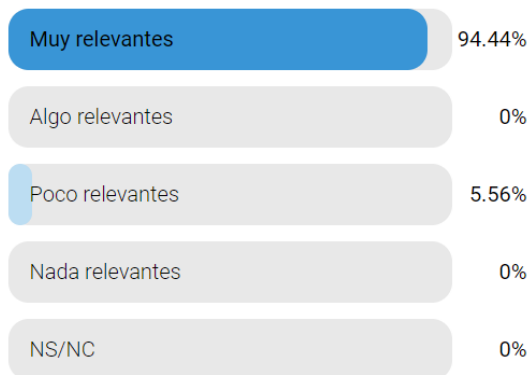 Muy relevantes 94.44%
Algo relevantes 0%
Poco relevantes 5.56%
Nada relevantes 0%
NS/NC 0%